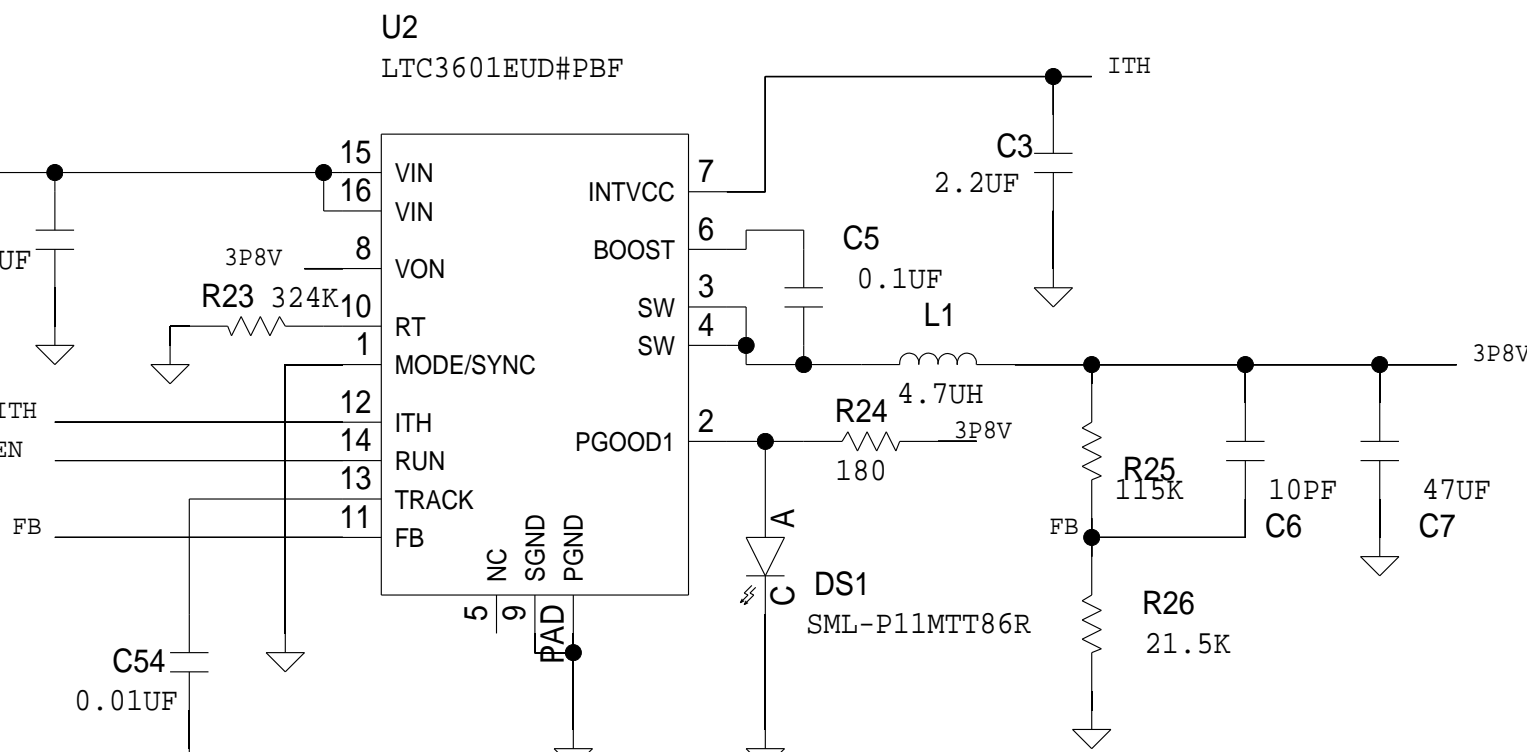 U2
LTC3601EUD#PBF
ITH
C3
2.2UF
15
VIN
16
VIN
7
INTVCC
UF
3P8V
8
VON
6
BOOST
C5
0.1UF
R23 324K
10
RT
3
SW
4
SW
L1
4.7UH
3P8V
1
MODE/SYNC
ITH
12
ITH
EN
14
RUN
2
PGOOD1
R24
180
3P8V
13
TRACK
FB
11
FB
R25
115K
10PF
C6
47UF
C7
FB
NC
SGND
PGND
5
9
PAD
A
C
DS1
SML-P11MTT86R
R26
21.5K
C54
0.01UF